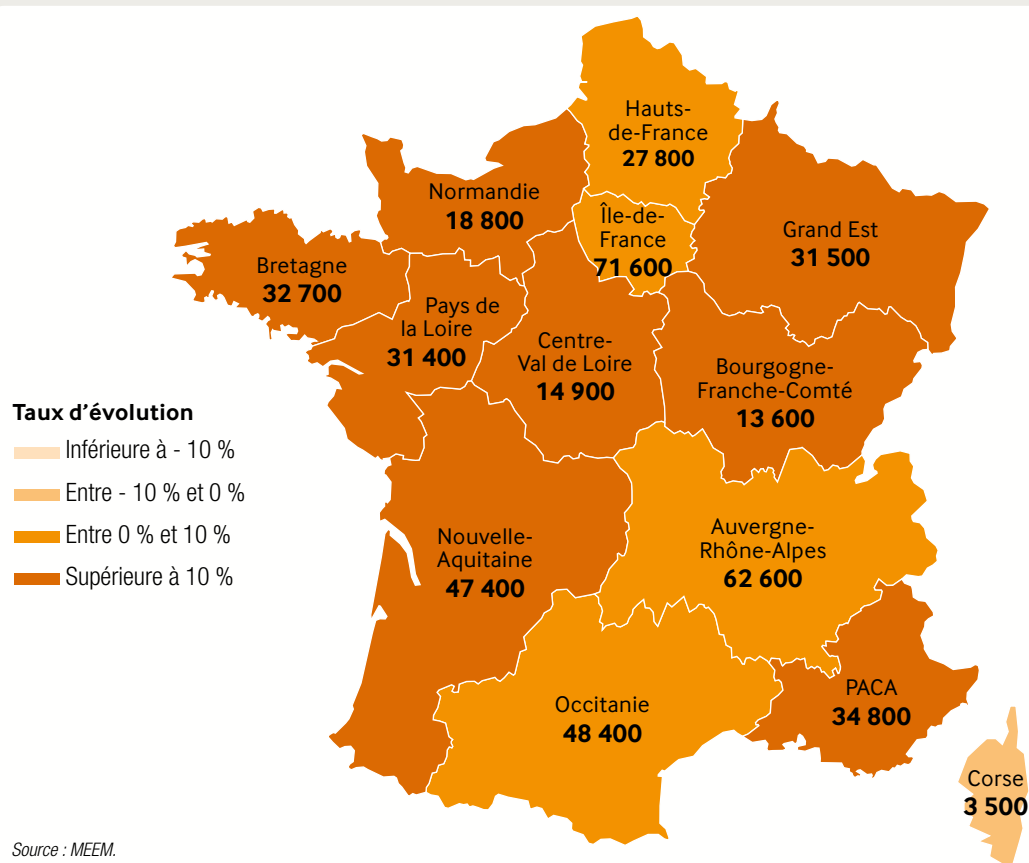 Hauts-
de-France
27 800
Normandie
18 800
Île-de-
France
71 600
Grand Est
31 500
Bretagne
32 700
Pays de
la Loire
31 400
Centre-
Val de Loire
14 900
Bourgogne-
Franche-Comté
13 600
Taux d'évolution
Inférieure à - 10 %
Entre - 10 % et 0 %
Entre 0 % et 10 %
Supérieure à 10 %
Nouvelle-
Aquitaine
47 400
Auvergne-
Rhône-Alpes
62 600
Occitanie
48 400
PACA
34 800
Corse
3 500
Source : MEEM.